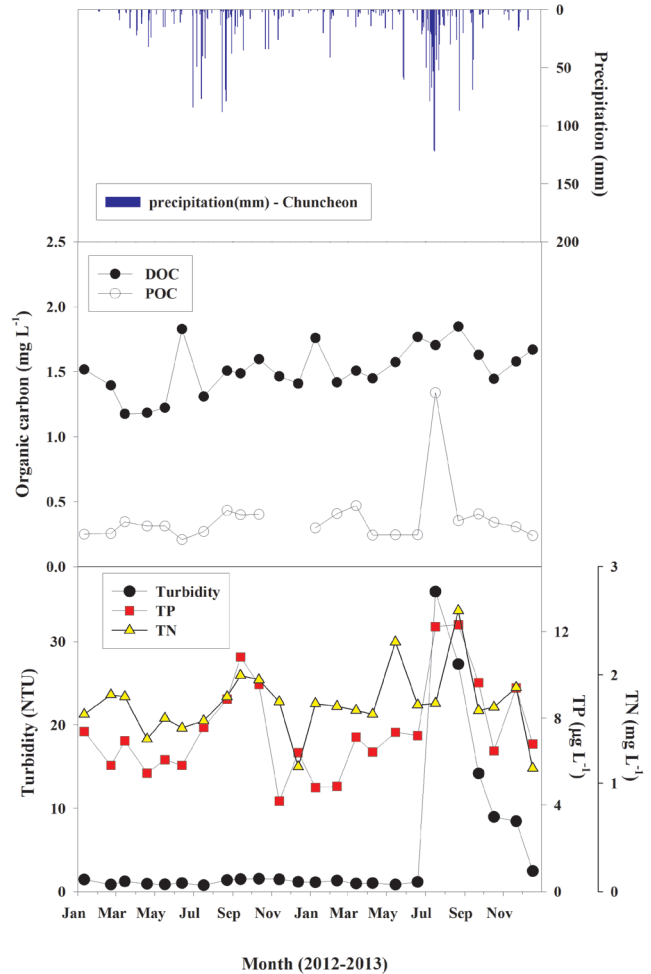 0
50
100
150
200
Precipitation (mm)
precipitation(mm) - Chuncheon
2.5
2.0
1.5
1.0
0.5
0.0
Organic carbon (mg L-1)
DOC
POC
Turbidity
TP
TN
30
20
10
0
Turbidity (NTU)
12
8
4
0
TP (µg L-1)
3
2
1
0
TN (mg L-1)
Jan Mar May Jul Sep Nov Jan Mar May Jul Sep Nov
Month (2012-2013)